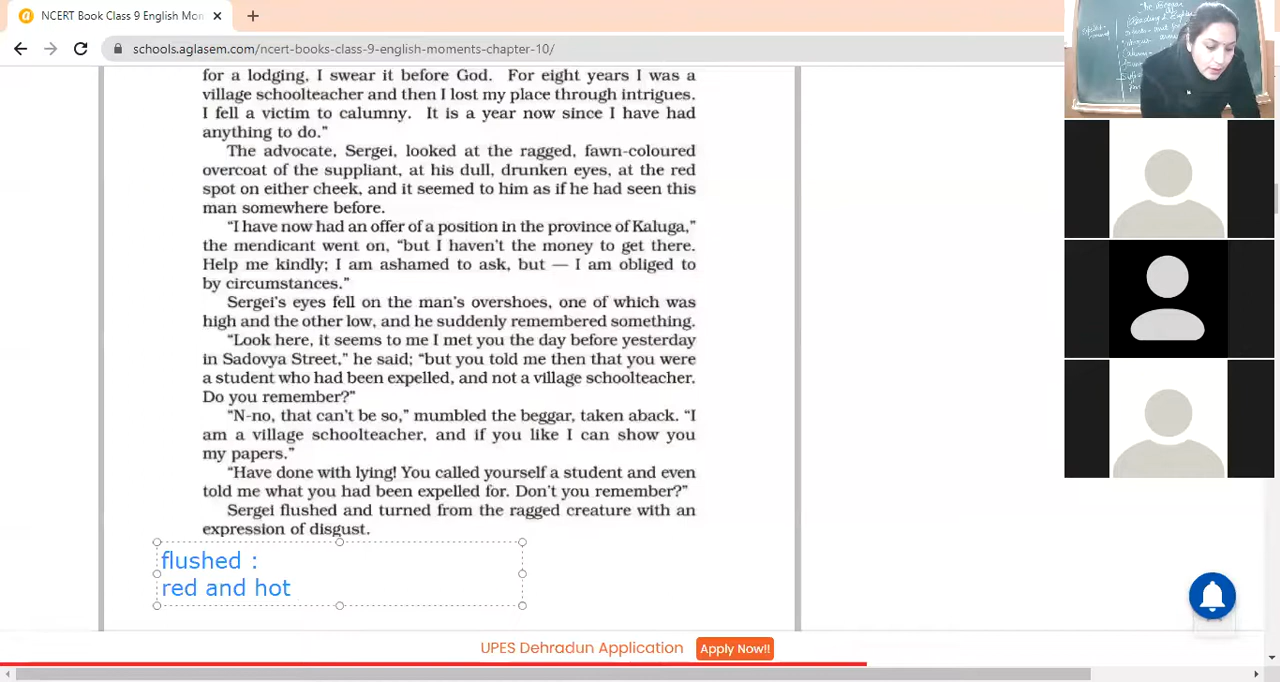 NCERT Book Class 9 English Mom
schools.aglasem.com/ncert-books-class-9-english-moments-chapter-10/
for a lodging, I swear it before God. For eight years I was a
village schoolteacher and then I lost my place through intrigues.
I fell a victim to calumny. It is a year now since I have had
anything to do.”
The advocate, Sergei, looked at the ragged, fawn-coloured
overcoat of the suppliant, at his dull, drunken eyes, at the red
spot on either cheek, and it seemed to him as if he had seen this
man somewhere before.
“I have now had an offer of a position in the province of Kaluga,”
the mendicant went on, “but I haven’t the money to get there.
Help me kindly; I am ashamed to ask, but — I am obliged to
by circumstances.”
Sergei’s eyes fell on the man’s overshoes, one of which was
high and the other low, and he suddenly remembered something.
“Look here, it seems to me I met you the day before yesterday
in Sadovya Street,” he said; “but you told me then that you were
a student who had been expelled, and not a village schoolteacher.
Do you remember?”
“N-no, that can’t be so,” mumbled the beggar, taken aback. “I
am a village schoolteacher, and if you like I can show you
my papers.”
“Have done with lying! You called yourself a student and even
told me what you had been expelled for. Don’t you remember?”
Sergei flushed and turned from the ragged creature with an
expression of disgust.
flushed :
red and hot
UPES Dehradun Application Apply Now!!